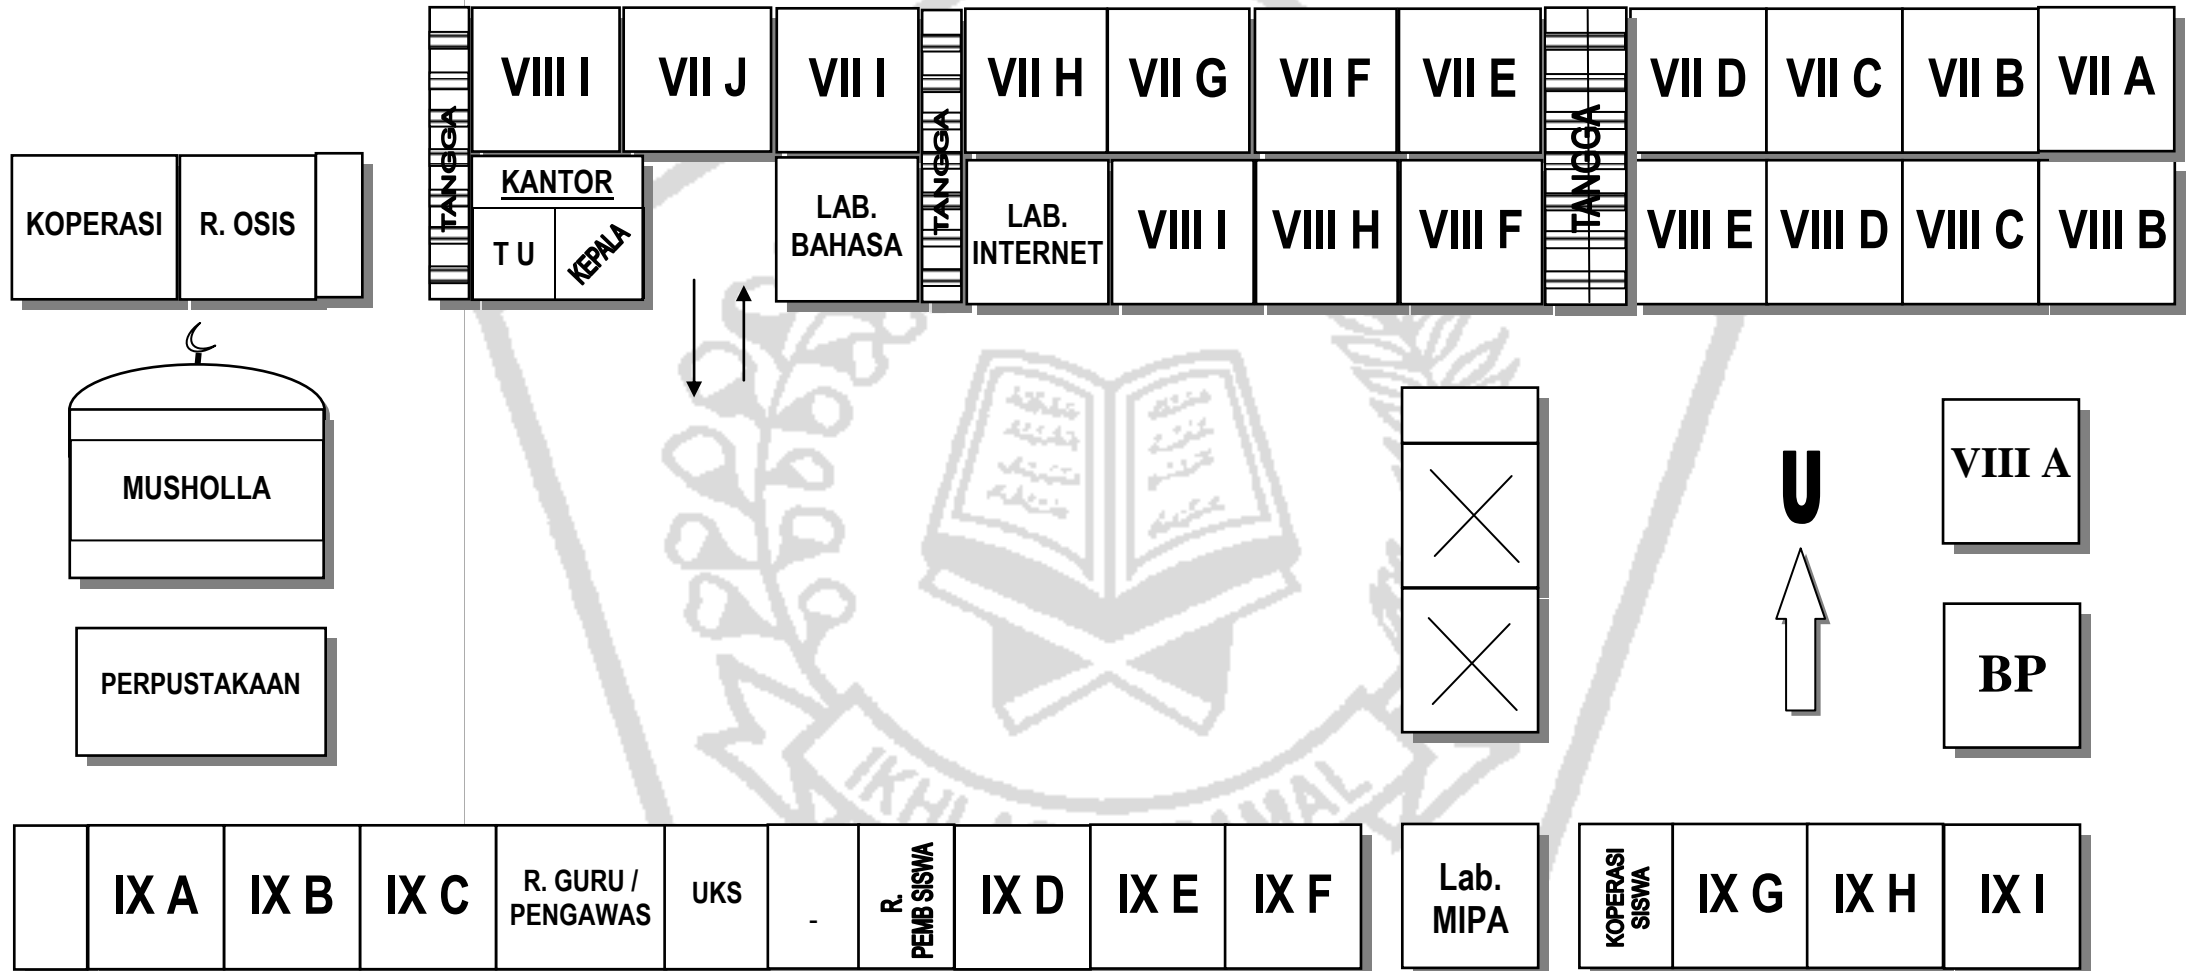 VIII I
VII J
VII I
VII H
VII G
VII F
VII E
VII D
VII C
VII B
VII A
TANGGA
TANGGA
TANGGA
KOPERASI
R. OSIS
KANTOR
T U
KEPALA
LAB.
BAHASA
LAB.
INTERNET
VIII I
VIII H
VIII F
VIII E
VIII D
VIII C
VIII B
MUSHOLLA
U
VIII A
PERPUSTAKAAN
BP
IX A
IX B
IX C
R. GURU /
PENGAWAS
UKS
-
R.
PEMB SISWA
IX D
IX E
IX F
Lab.
MIPA
KOPERASI
SISWA
IX G
IX H
IX I